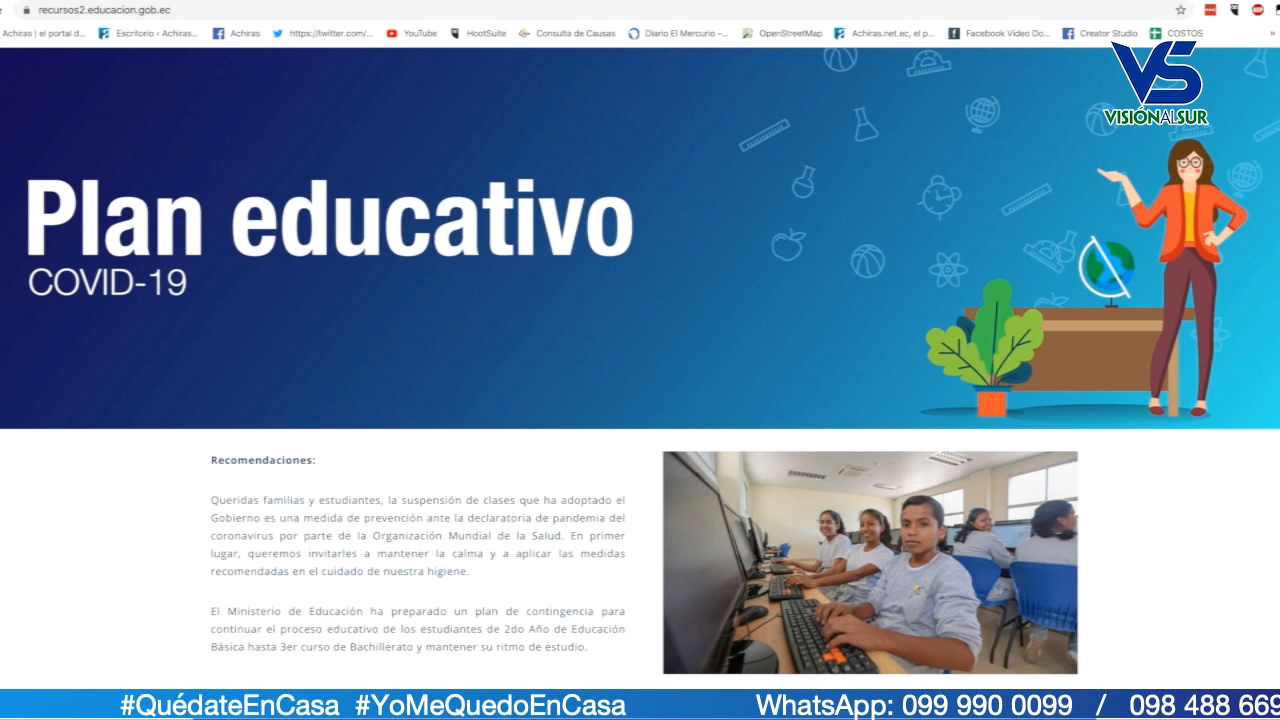 recursos2.educacion.gob.ec
Achiras | el portal d...
Escritorio ‹ Achiras...
Achiras
https://twitter.com/...
YouTube
HootSuite
Consulta de Causas
Diario El Mercurio –...
OpenStreetMap
Achiras.net.ec, el p...
Facebook Video Do...
Creator Studio
COSTOS
»
VS
VISIÓNALSUR
Plan educativo
COVID-19
Recomendaciones:
Queridas familias y estudiantes, la suspensión de clases que ha adoptado el
Gobierno es una medida de prevención ante la declaratoria de pandemia del
coronavirus por parte de la Organización Mundial de la Salud. En primer
lugar, queremos invitarles a mantener la calma y a aplicar las medidas
recomendadas en el cuidado de nuestra higiene.
El Ministerio de Educación ha preparado un plan de contingencia para
continuar el proceso educativo de los estudiantes de 2do Año de Educación
Básica hasta 3er curso de Bachillerato y mantener su ritmo de estudio.
#QuédateEnCasa #YoMeQuedoEnCasa WhatsApp: 099 990 0099 / 098 488 669